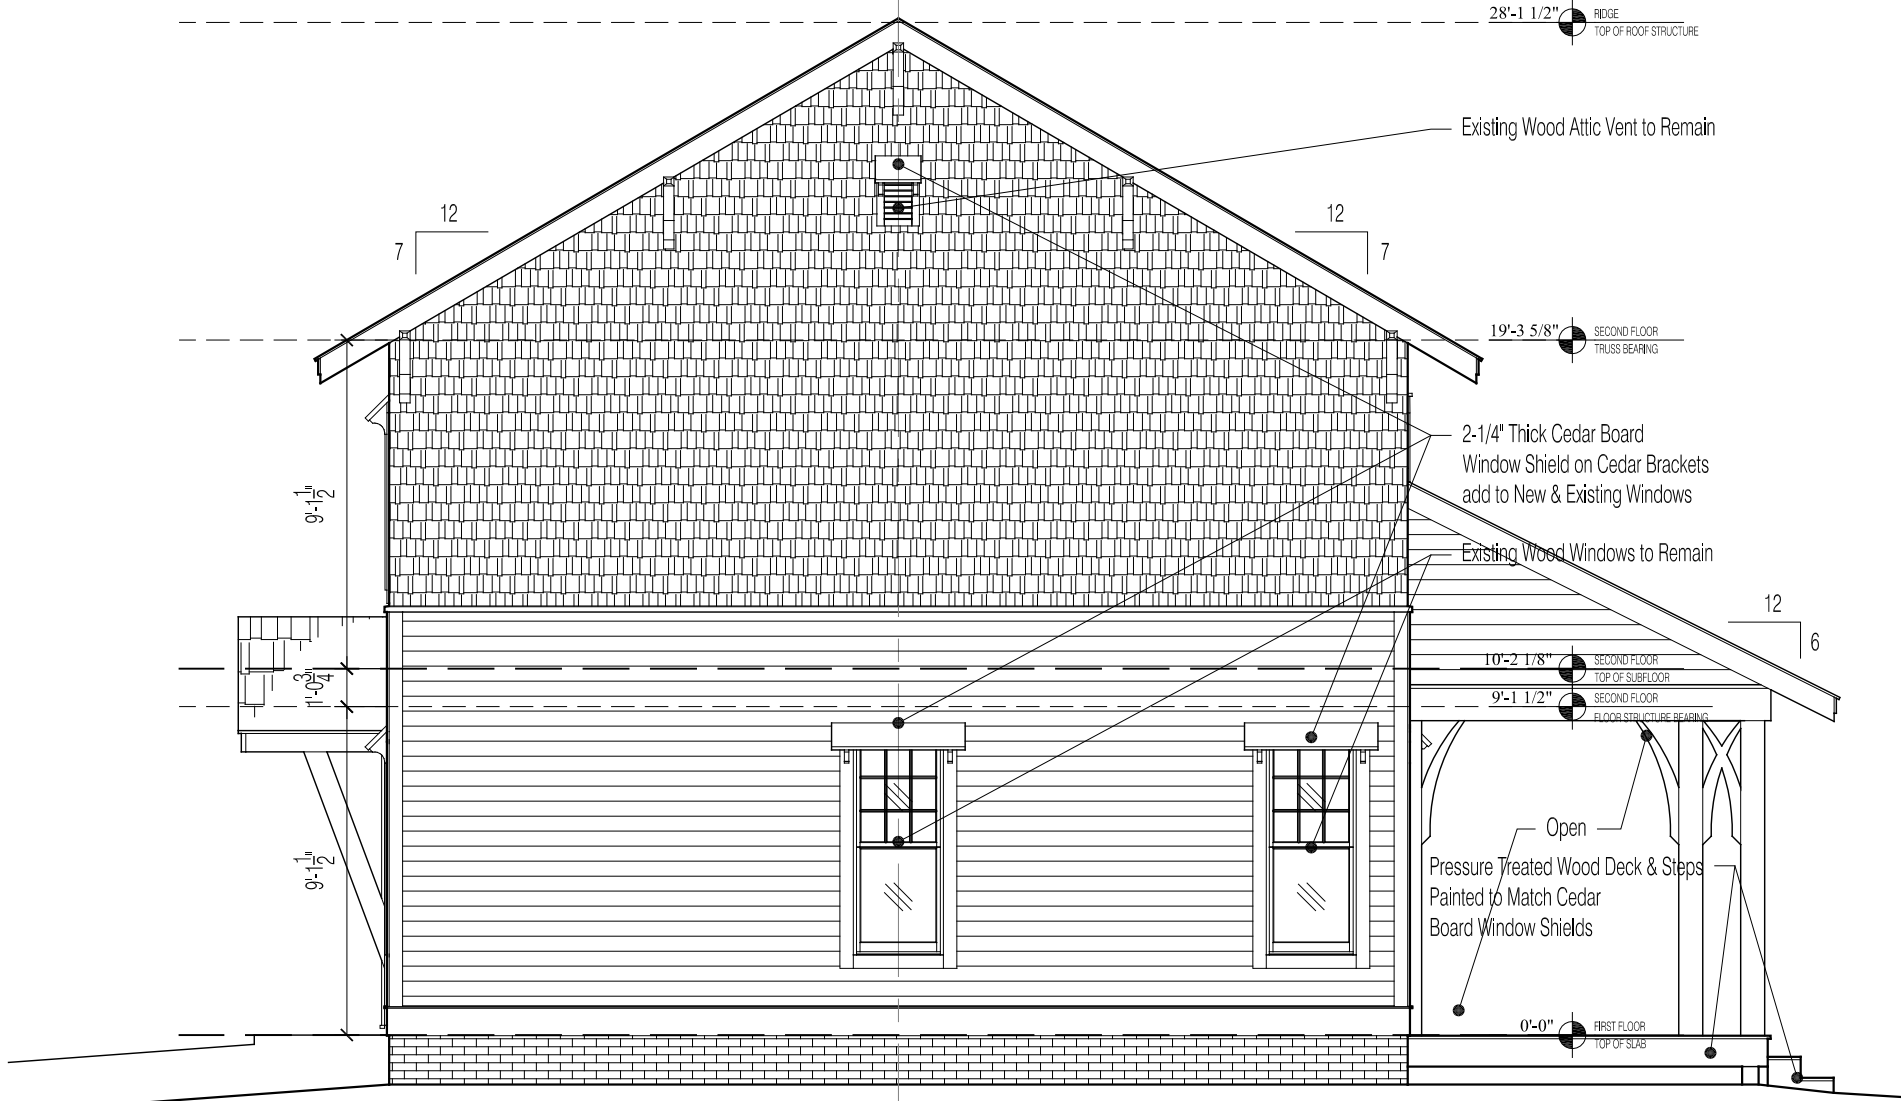 28'-1 1/2"
RIDGE
TOP OF ROOF STRUCTURE
Existing Wood Attic Vent to Remain
12
7
12
7
19'-3 5/8"
SECOND FLOOR
TRUSS BEARING
2-1/4" Thick Cedar Board
Window Shield on Cedar Brackets
add to New & Existing Windows
9'-1 1/2"
Existing Wood Windows to Remain
12
6
10'-2 1/8"
SECOND FLOOR
TOP OF SUBFLOOR
1'-0 3/4
9'-1 1/2"
SECOND FLOOR
FLOOR STRUCTURE BEARING
Open
9'-1 1/2"
Pressure Treated Wood Deck & Steps
Painted to Match Cedar
Board Window Shields
0'-0"
FIRST FLOOR
TOP OF SLAB